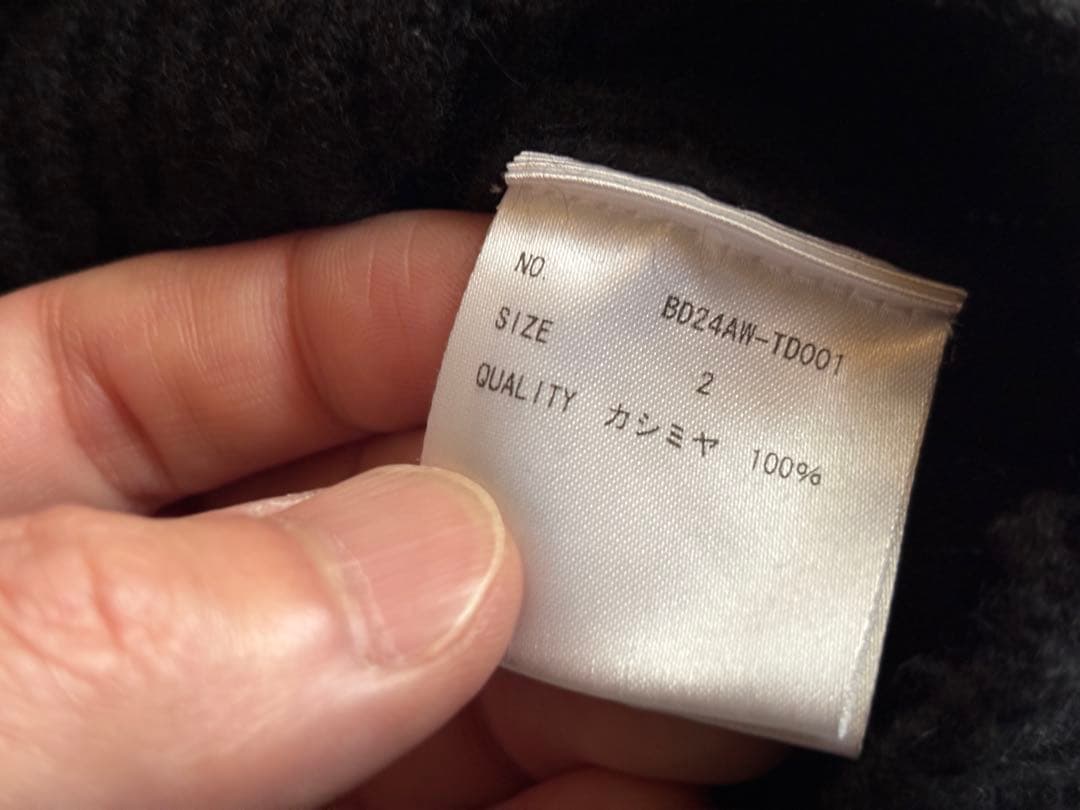 NO BD24AW-TD001
SIZE 2
QUALITY カシミヤ 100%